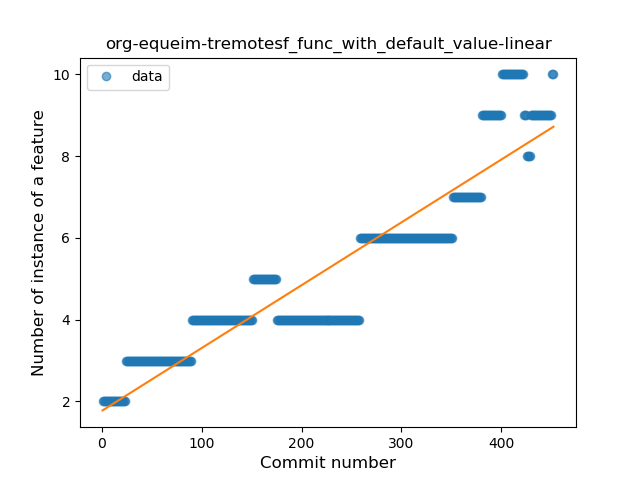 org-equeim-tremotesf_func_with_default_value-linear
data
Number of instance of a feature
10
8
6
4
2
0 100 200 300 400
Commit number